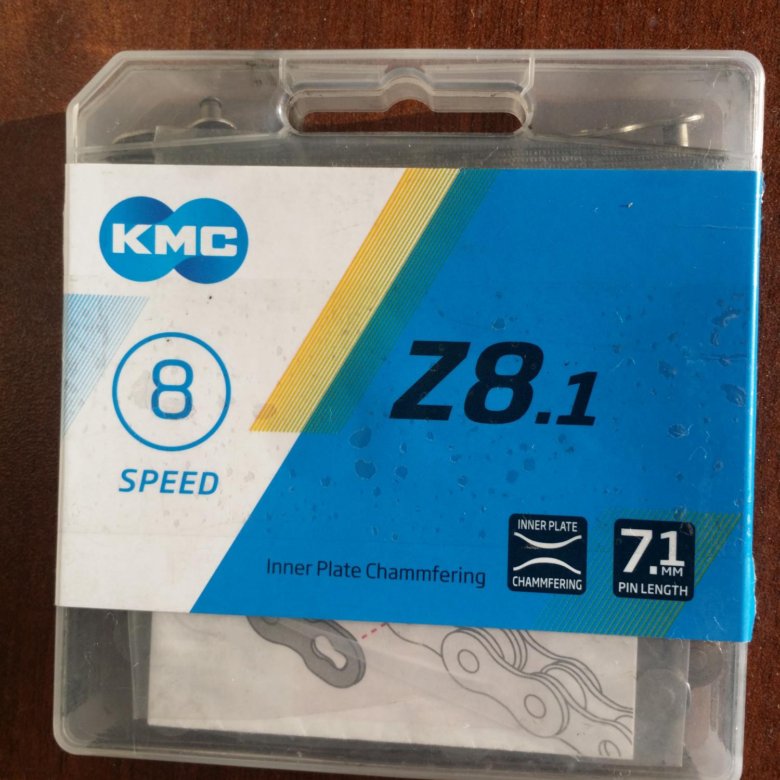 KMC
8
SPEED
Z8.1
Inner Plate Chammfering
INNER PLATE
CHAMMFERING
7.1
MM
PIN LENGTH